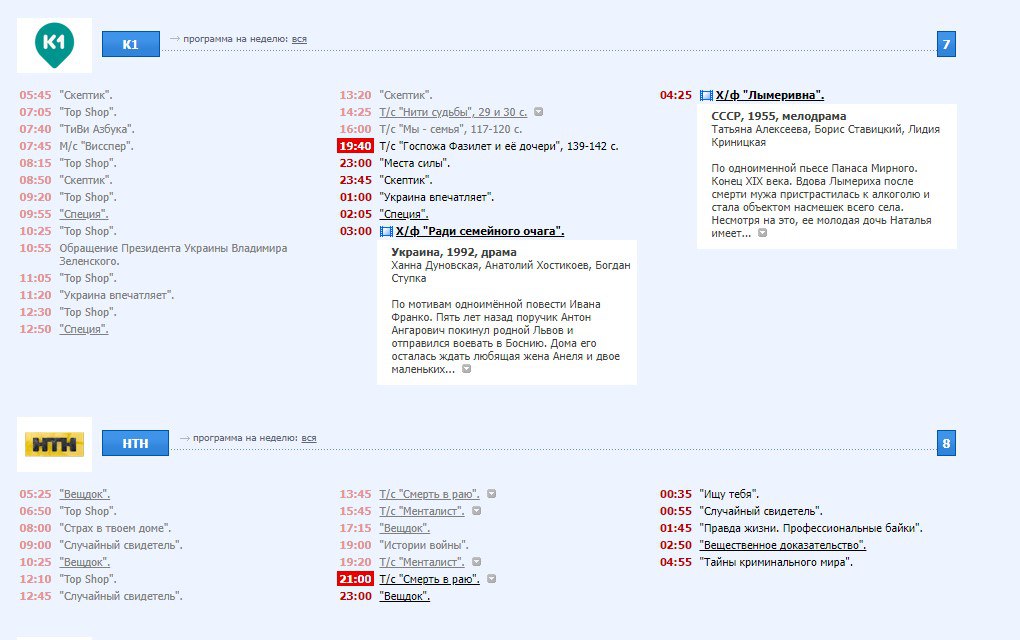 K1
K1
→ программа на неделю: вся
7
05:45 "Скептик".
07:05 "Top Shop".
07:40 "ТиВи Азбука".
07:45 М/с "Висспер".
08:15 "Top Shop".
08:50 "Скептик".
09:20 "Top Shop".
09:55 "Специя".
10:25 "Top Shop".
10:55 Обращение Президента Украины Владимира
Зеленского.
11:05 "Top Shop".
11:20 "Украина впечатляет".
12:30 "Top Shop".
12:50 "Специя".
13:20 "Скептик".
14:25 Т/с "Нити судьбы", 29 и 30 с.
16:00 Т/с "Мы - семья", 117-120 с.
19:40 Т/с "Госпожа Фазилет и её дочери", 139-142 с.
23:00 "Места силы".
23:45 "Скептик".
01:00 "Украина впечатляет".
02:05 "Специя".
03:00 Х/ф "Ради семейного очага".
Украина, 1992, драма
Ханна Дуновская, Анатолий Хостикоев, Богдан
Ступка
По мотивам одноимённой повести Ивана
Франко. Пять лет назад поручик Антон
Ангарович покинул родной Львов и
отправился воевать в Боснию. Дома его
осталась ждать любящая жена Анеля и двое
маленьких...
04:25 Х/ф "Лымеривна".
СССР, 1955, мелодрама
Татьяна Алексеева, Борис Ставицкий, Лидия
Криницкая
По одноименной пьесе Панаса Мирного.
Конец XIX века. Вдова Лымериха после
смерти мужа пристрастилась к алкоголю и
стала объектом насмешек всего села.
Несмотря на это, ее молодая дочь Наталья
имеет...
НТН
НТН
→ программа на неделю: вся
8
05:25 "Вещдок".
06:50 "Top Shop".
08:00 "Страх в твоем доме".
09:00 "Случайный свидетель".
10:25 "Вещдок".
12:10 "Top Shop".
12:45 "Случайный свидетель".
13:45 Т/с "Смерть в раю".
15:45 Т/с "Менталист".
17:15 "Вещдок".
19:00 "Истории войны".
19:20 Т/с "Менталист".
21:00 Т/с "Смерть в раю".
23:00 "Вещдок".
00:35 "Ищу тебя".
00:55 "Случайный свидетель".
01:45 "Правда жизни. Профессиональные байки".
02:50 "Вещественное доказательство".
04:55 "Тайны криминального мира".